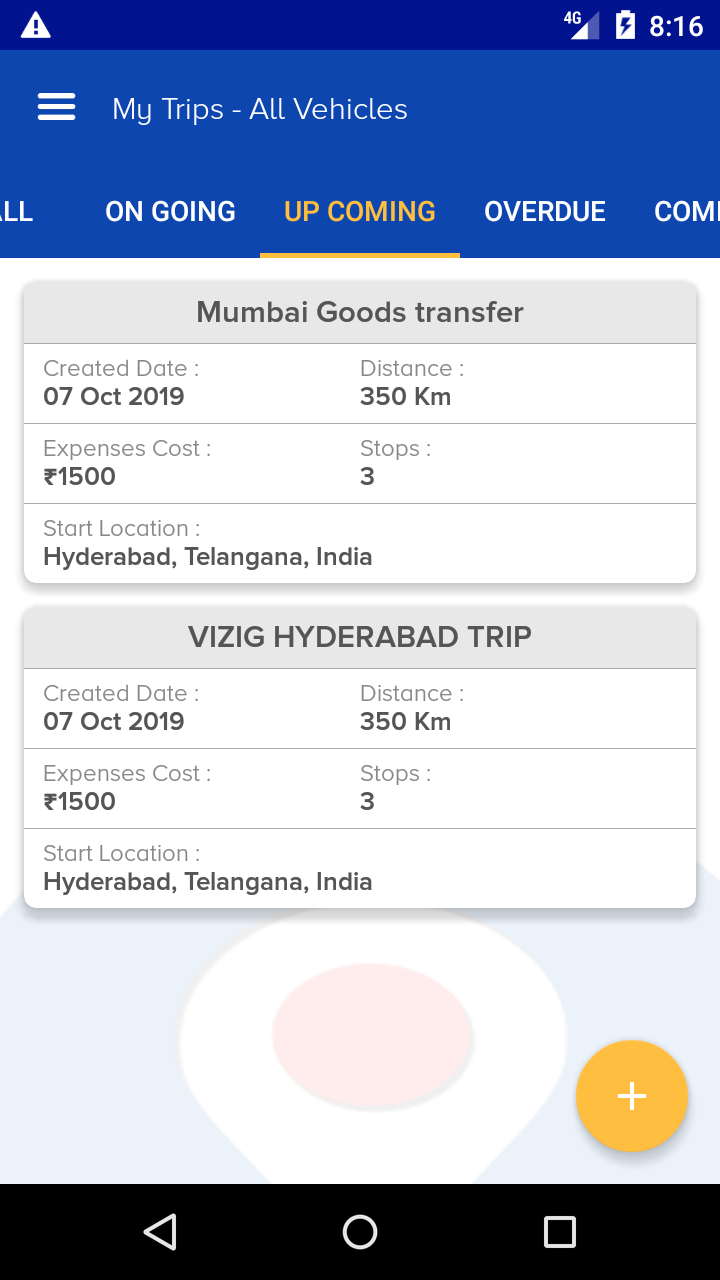 4G 8:16
My Trips - All Vehicles
ALL ON GOING UP COMING OVERDUE COM
Mumbai Goods transfer
Created Date : Distance :
07 Oct 2019 350 Km
Expenses Cost : Stops :
₹1500 3
Start Location :
Hyderabad, Telangana, India
VIZIG HYDERABAD TRIP
Created Date : Distance :
07 Oct 2019 350 Km
Expenses Cost : Stops :
₹1500 3
Start Location :
Hyderabad, Telangana, India